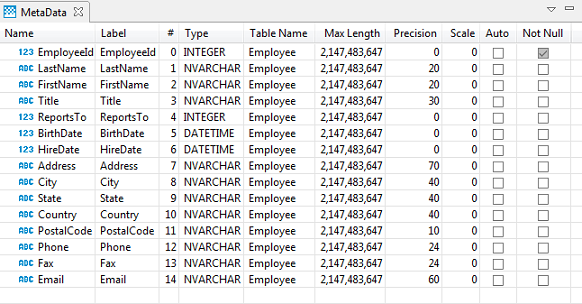 MetaData
Name Label # Type Table Name Max Length Precision Scale Auto Not Null
123 EmployeeId EmployeeId 0 INTEGER Employee 2,147,483,647 0 0
ABC LastName LastName 1 NVARCHAR Employee 2,147,483,647 20 0
ABC FirstName FirstName 2 NVARCHAR Employee 2,147,483,647 20 0
ABC Title Title 3 NVARCHAR Employee 2,147,483,647 30 0
123 ReportsTo ReportsTo 4 INTEGER Employee 2,147,483,647 0 0
123 BirthDate BirthDate 5 DATETIME Employee 2,147,483,647 0 0
123 HireDate HireDate 6 DATETIME Employee 2,147,483,647 0 0
ABC Address Address 7 NVARCHAR Employee 2,147,483,647 70 0
ABC City City 8 NVARCHAR Employee 2,147,483,647 40 0
ABC State State 9 NVARCHAR Employee 2,147,483,647 40 0
ABC Country Country 10 NVARCHAR Employee 2,147,483,647 40 0
ABC PostalCode PostalCode 11 NVARCHAR Employee 2,147,483,647 10 0
ABC Phone Phone 12 NVARCHAR Employee 2,147,483,647 24 0
ABC Fax Fax 13 NVARCHAR Employee 2,147,483,647 24 0
ABC Email Email 14 NVARCHAR Employee 2,147,483,647 60 0